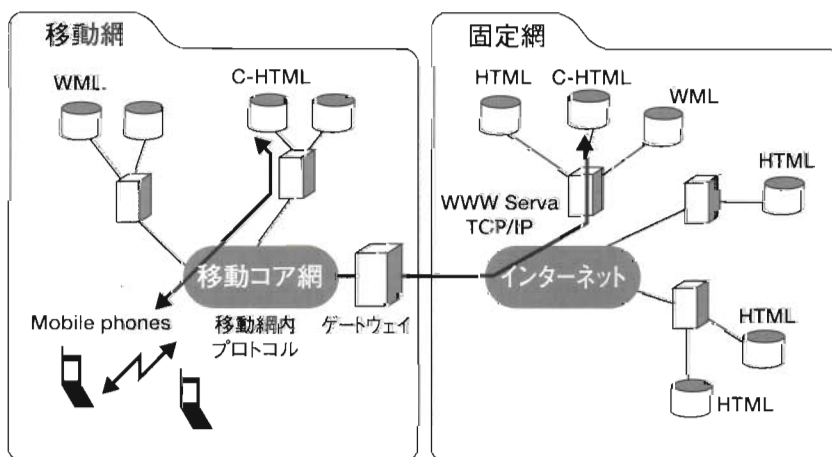 移動網
WML
C-HTML
移動コア網
Mobile phones
移動網内
プロトコル
ゲートウェイ
固定網
HTML
C-HTML
WML
HTML
WWW Serva
TCP/IP
インターネット
HTML
HTML